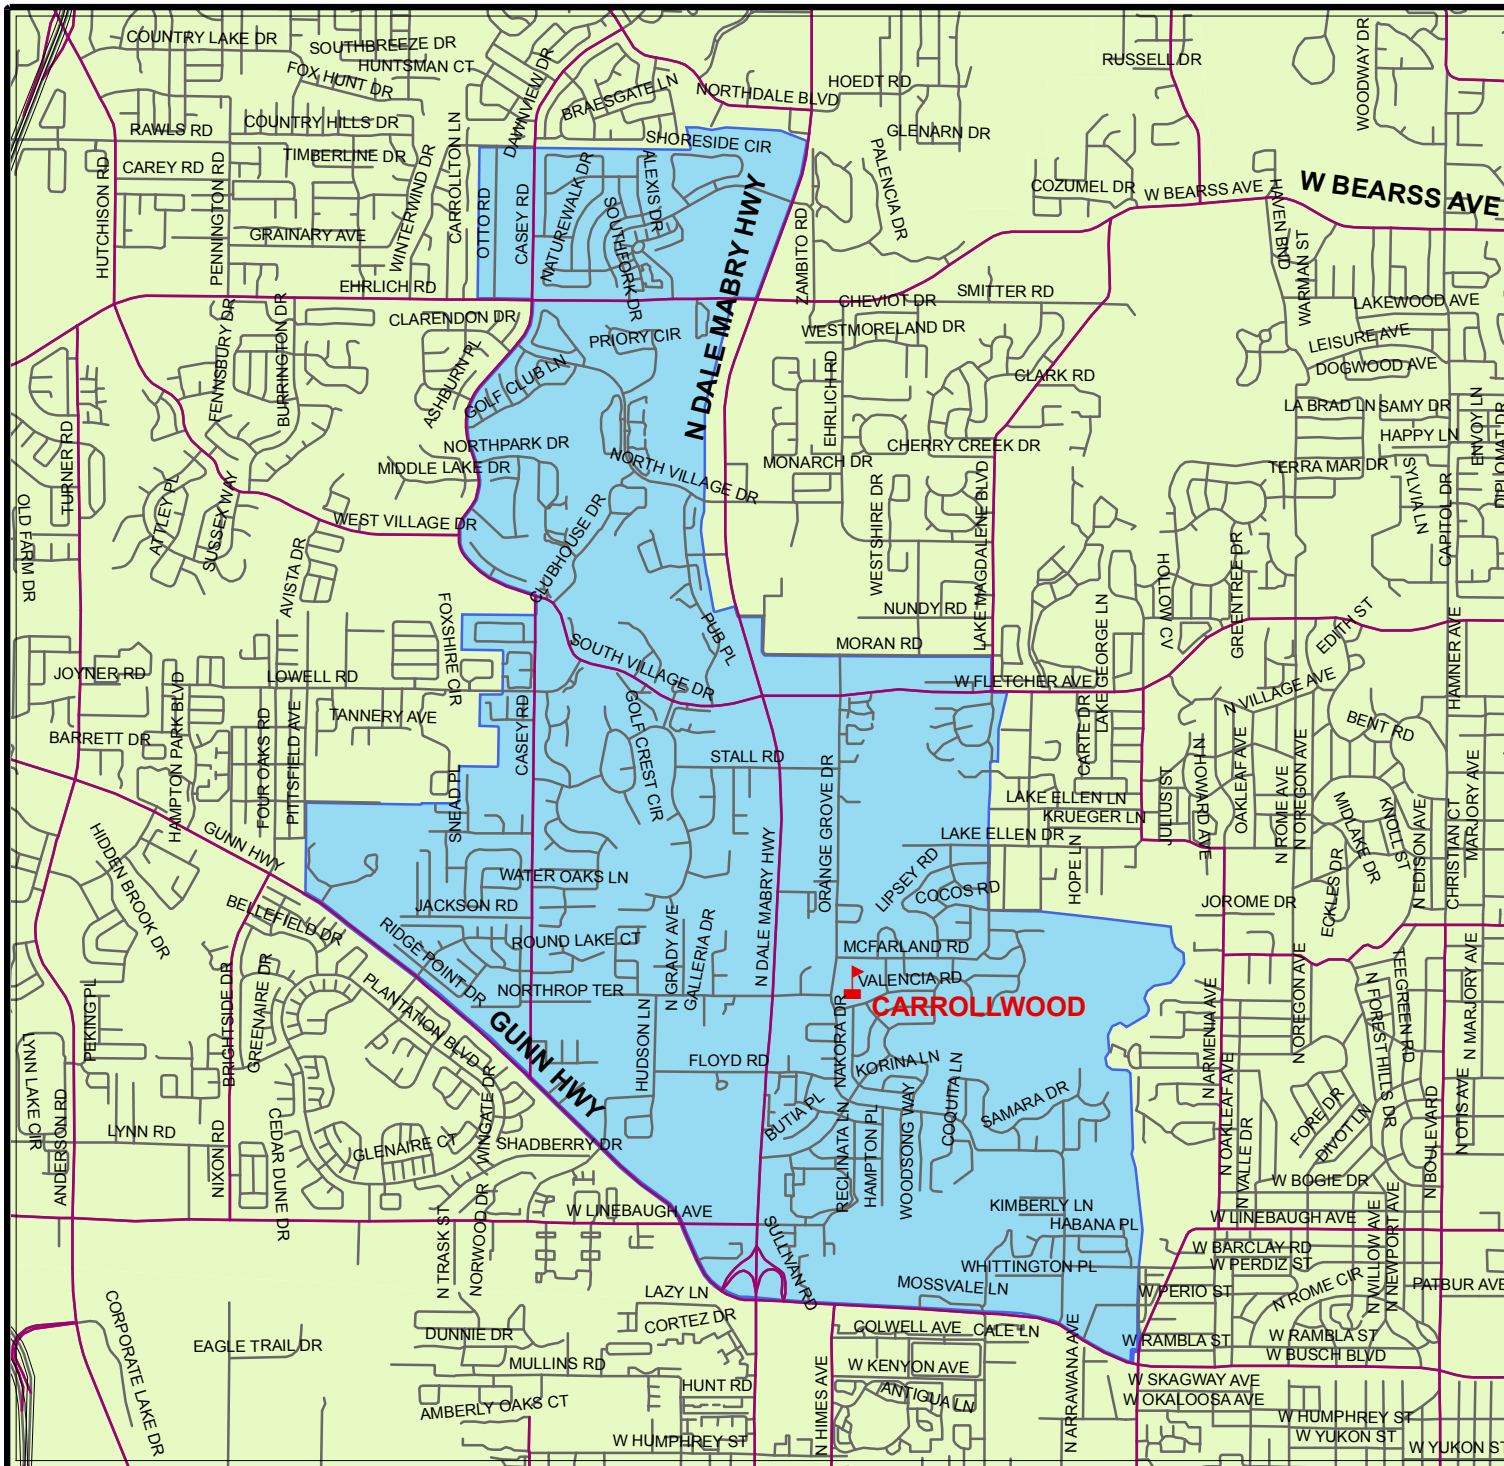 COUNTRY LAKE DR
SOUTHBREEZE DR
HUNTSMAN CT
FOX HUNT DR
DAWNVIEW DR
BRAESGATE LN
NORTHDALE BLVD
HOEDT RD
RUSSELL DR
WOODWAY DR
RAWLS RD
COUNTRY HILLS DR
CARROLLTON LN
SHORESIDE CIR
GLENARN DR
CAREY RD
TIMBERLINE DR
HUTCHISON RD
PENNINGTON RD
WINTERWIND DR
OTTO RD
CASEY RD
NATUREWALK DR
ALEXIS DR
SOUTHFORK DR
PALENCIA DR
COZUMEL DR
W BEARSS AVE
HAVEN BND
W BEARSS AVE
GRAINARY AVE
EHRLICH RD
N DALE MABRY HWY
ZAMBITO RD
WARMAN ST
CLARENDON DR
PRIORY CIR
CHEVIOT DR
SMITTER RD
LAKEWOOD AVE
WESTMORELAND DR
LEISURE AVE
FENNSBURY DR
BURRINGTON DR
ASHBURN PL
GOLF CLUB LN
EHRLICH RD
CLARK RD
DOGWOOD AVE
LA BRAD LN
SAMY DR
ENVOY LN
DIPLOMAT DR
TURNER RD
NORTHPARK DR
CHERRY CREEK DR
HAPPY LN
MIDDLE LAKE DR
NORTH VILLAGE DR
MONARCH DR
TERRA MAR DR
SYLVIA LN
CAPITOL DR
OLD FARM DR
ATTLEY PL
SUSSEX WAY
WEST VILLAGE DR
AVISTA DR
CLUBHOUSE DR
WESTSHIRE DR
LAKE MAGDALENE BLVD
HOLLOW CV
GREENTREE DR
FOXSHIRE CIR
PUB PL
NUNDY RD
MORAN RD
LAKE GEORGE LN
EDITH ST
HAMNER AVE
JOYNER RD
LOWELL RD
SOUTH VILLAGE DR
W FLETCHER AVE
N VILLAGE AVE
HAMPTON PARK BLVD
TANNERY AVE
BENT RD
BARRETT DR
FOUR OAKS RD
PITTSFIELD AVE
CASEY RD
GOLF CREST CIR
STALL RD
ORANGE GROVE DR
CARTE DR
JULIUS ST
N HOWARD AVE
OAKLEAF AVE
N ROME AVE
N OREGON AVE
MIDLAKE DR
KNOLL ST
N EDISON AVE
CHRISTIAN CT
MARJORY AVE
SNEAD PL
LAKE ELLEN LN
KRUEGER LN
GUNN HWY
HIDDEN BROOK DR
N DALE MABRY HWY
LAKE ELLEN DR
WATER OAKS LN
LIPSEY RD
COCOS RD
HOPE LN
ECKLES DR
JACKSON RD
JOROME DR
BELLEFIELD DR
RIDGE POINT DR
ROUND LAKE CT
N GRADY AVE
GALLERIA DR
MCFARLAND RD
VALENCIA RD
CARROLLWOOD
NORTHROP TER
PLANTATION BLVD
GREENAIRE DR
BRIGHTSIDE DR
PEKING PL
N OREGON AVE
N FOREST HILLS DR
TEEGREEN RD
N MARJORY AVE
N ARMENIA AVE
GUNN HWY
HUDSON LN
FLOYD RD
NAKORA DR
KORINA LN
LYNN LAKE CIR
ANDERSON RD
LYNN RD
NIXON RD
CEDAR DUNE DR
GLENAIRE CT
WINGATE DR
SHADBERRY DR
BUTIA PL
RECLINATA LN
HAMPTON PL
WOODSONG WAY
COQUITA LN
SAMARA DR
N OAKLEAF AVE
N VALLE DR
FORE DR
DIVOT LN
N BOULEVARD
N OTIS AVE
W BOGIE DR
N TRASK ST
NORWOOD DR
W LINEBAUGH AVE
SULLIVAN RD
KIMBERLY LN
HABANA PL
W LINEBAUGH AVE
N WILLOW AVE
N NEWPORT AVE
W BARCLAY RD
W PERDIZ ST
WHITTINGTON PL
MOSSVALE LN
W PERIO ST
N ROME CIR
PATBUR AVE
LAZY LN
CORTEZ DR
CORPORATE LAKE DR
EAGLE TRAIL DR
DUNNIE DR
COLWELL AVE
CALE LN
W RAMBLA ST
W RAMBLA ST
W BUSCH BLVD
MULLINS RD
N HIMES AVE
W KENYON AVE
N ARRAWANA AVE
W SKAGWAY AVE
HUNT RD
ANTIGUA LN
W OKALOOSA AVE
AMBERLY OAKS CT
W HUMPHREY ST
W HUMPHREY ST
W YUKON ST
W YUKON ST